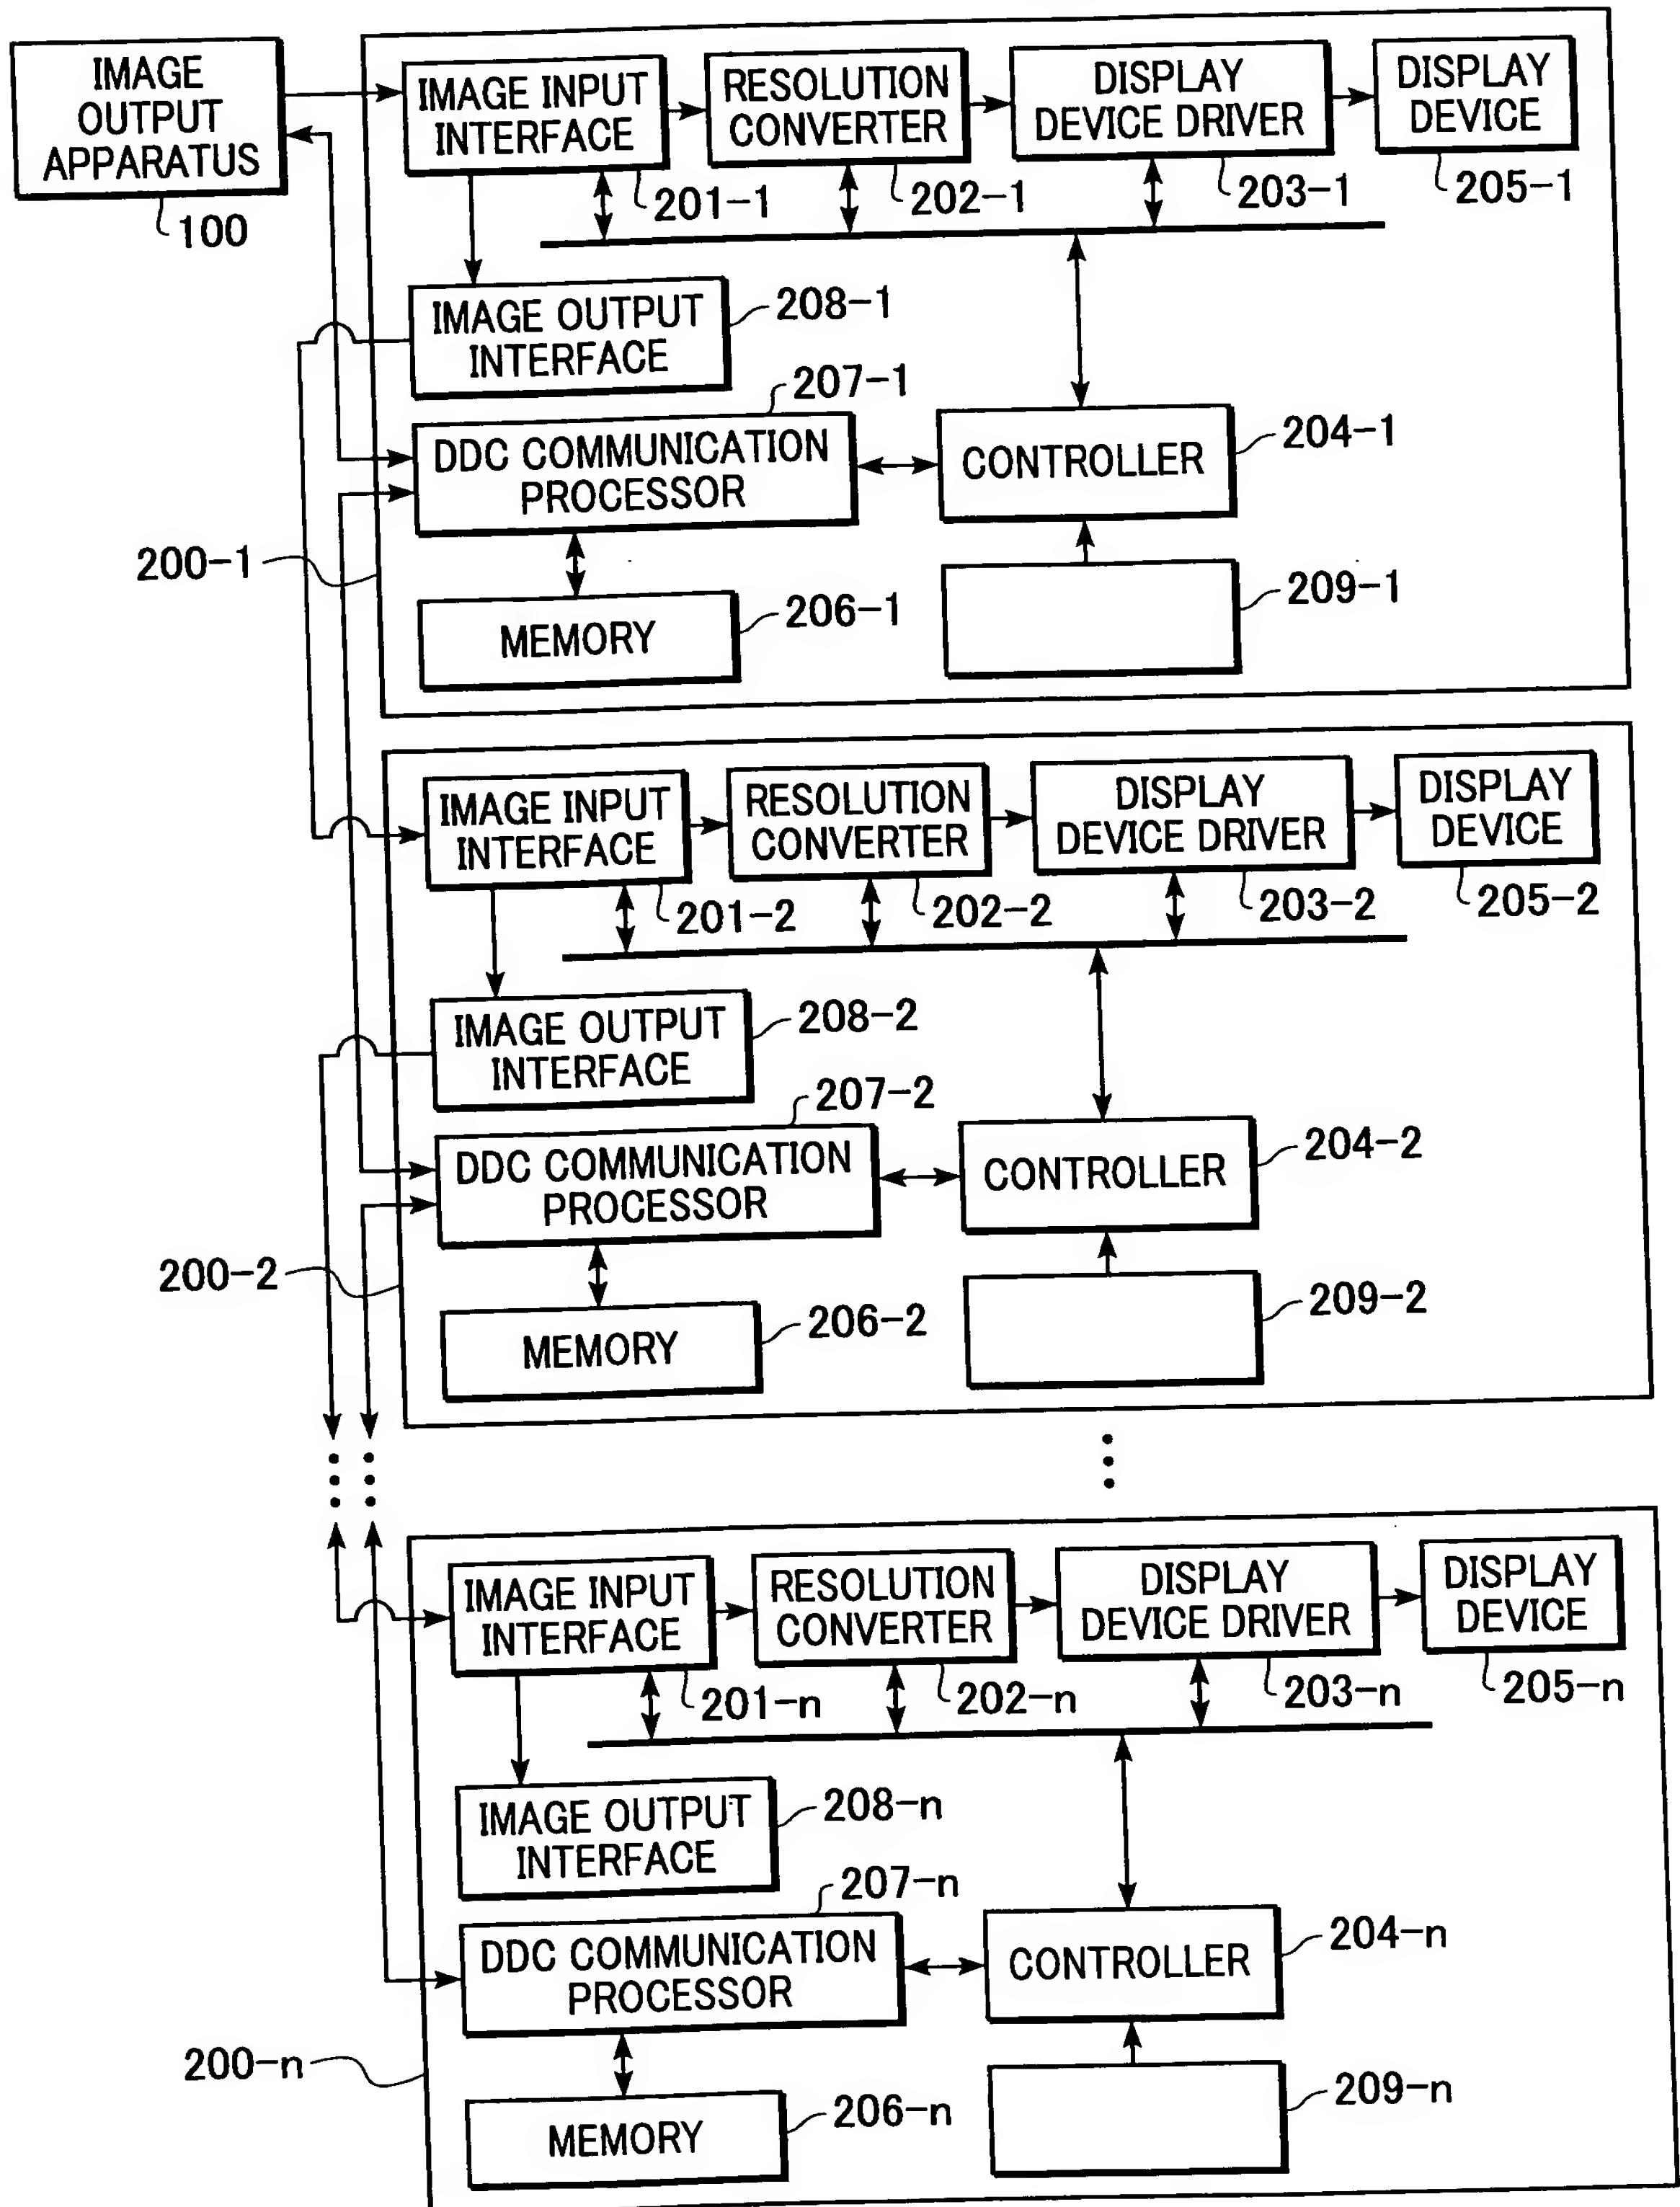 IMAGE
OUTPUT
APPARATUS
100
IMAGE INPUT
INTERFACE
201-1
RESOLUTION
CONVERTER
202-1
DISPLAY
DEVICE DRIVER
203-1
DISPLAY
DEVICE
205-1
IMAGE OUTPUT
INTERFACE
208-1
207-1
DDC COMMUNICATION
PROCESSOR
CONTROLLER
204-1
200-1
MEMORY
206-1
209-1
IMAGE INPUT
INTERFACE
201-2
RESOLUTION
CONVERTER
202-2
DISPLAY
DEVICE DRIVER
203-2
DISPLAY
DEVICE
205-2
IMAGE OUTPUT
INTERFACE
208-2
207-2
DDC COMMUNICATION
PROCESSOR
CONTROLLER
204-2
200-2
MEMORY
206-2
209-2
IMAGE INPUT
INTERFACE
201-n
RESOLUTION
CONVERTER
202-n
DISPLAY
DEVICE DRIVER
203-n
DISPLAY
DEVICE
205-n
IMAGE OUTPUT
INTERFACE
208-n
207-n
DDC COMMUNICATION
PROCESSOR
CONTROLLER
204-n
200-n
MEMORY
206-n
209-n